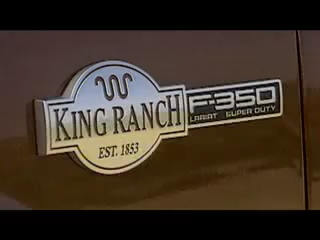 KING RANCH
EST. 1853
F-350
LARIAT SUPER DUTY